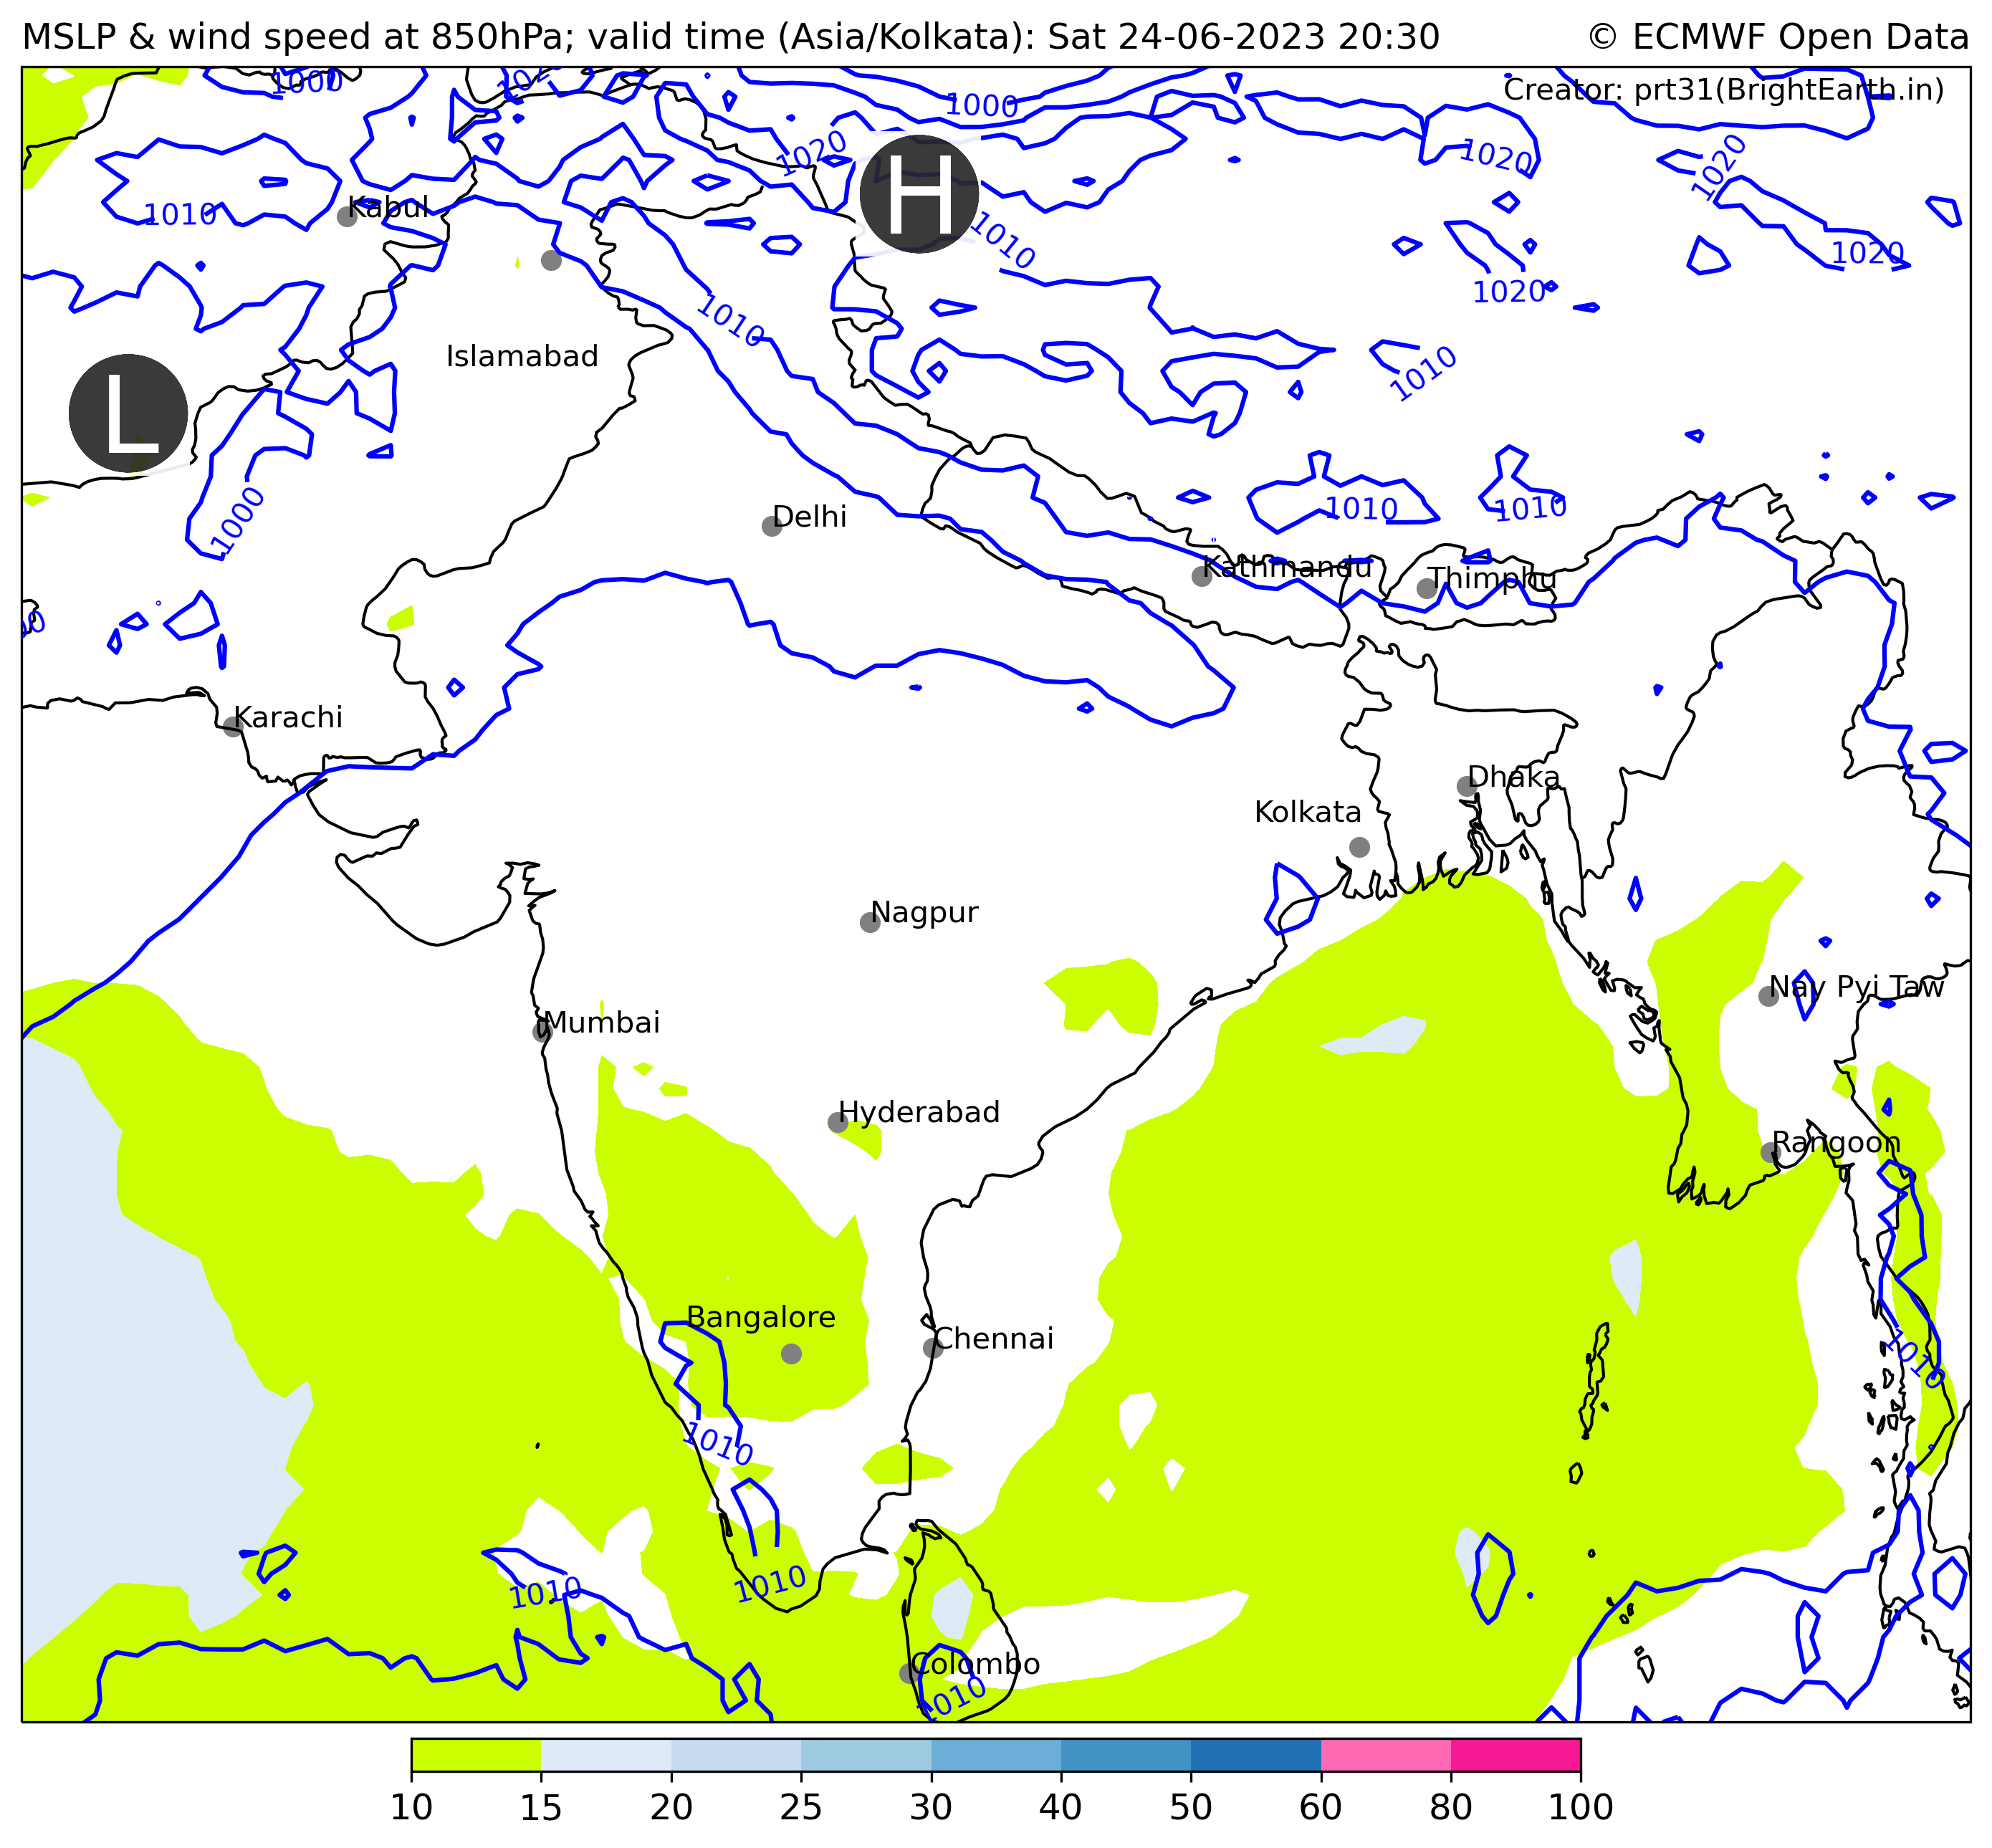 MSLP & wind speed at 850hPa; valid time (Asia/Kolkata): Sat 24-06-2023 20:30 © ECMWF Open Data
Creator: prt31(BrightEarth.in)
1000
1000
1020
1020
1020
H
1010
Kabul
1010
1020
1020
1010
Islamabad
1010
L
1000
1010
1010
Delhi
Kathmandu
Thimphu
Karachi
Dhaka
Kolkata
Nagpur
Nay Pyi Taw
Mumbai
Hyderabad
Rangoon
Bangalore
Chennai
1010
1010
1010
1010
Colombo
1010
10 15 20 25 30 40 50 60 80 100